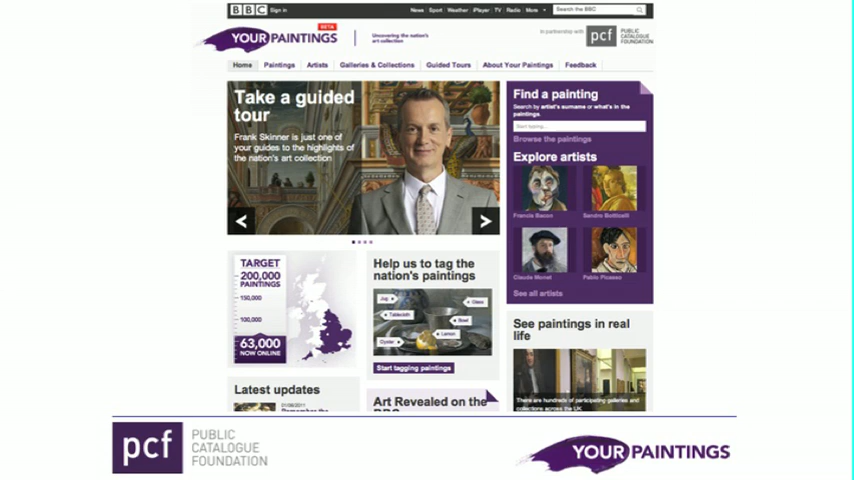 BBC Sign in News Sport Weather iPlayer TV Radio More Search the BBC
YOUR PAINTINGS
BETA
Uncovering the nation's
art collection
In partnership with pcf PUBLIC
CATALOGUE
FOUNDATION
Home Paintings Artists Galleries & Collections Guided Tours About Your Paintings Feedback
Take a guided
tour
Frank Skinner is just one of
your guides to the highlights of
the nation's art collection
Find a painting
Search by artist's surname or what's in the
paintings.
Start typing...
Browse the paintings
Explore artists
Francis Bacon
Sandro Botticelli
Claude Monet
Pablo Picasso
See all artists
TARGET
200,000
PAINTINGS
150,000
100,000
63,000
NOW ONLINE
Help us to tag the
nation's paintings
Jug
Glass
Tablecloth
Bowl
Lemon
Oyster
Start tagging paintings
See paintings in real
life
There are hundreds of participating galleries and
collections across the UK
Latest updates
01/09/2011
Remember the
Art Revealed on the
BBC
pcf PUBLIC
CATALOGUE
FOUNDATION
YOUR PAINTINGS